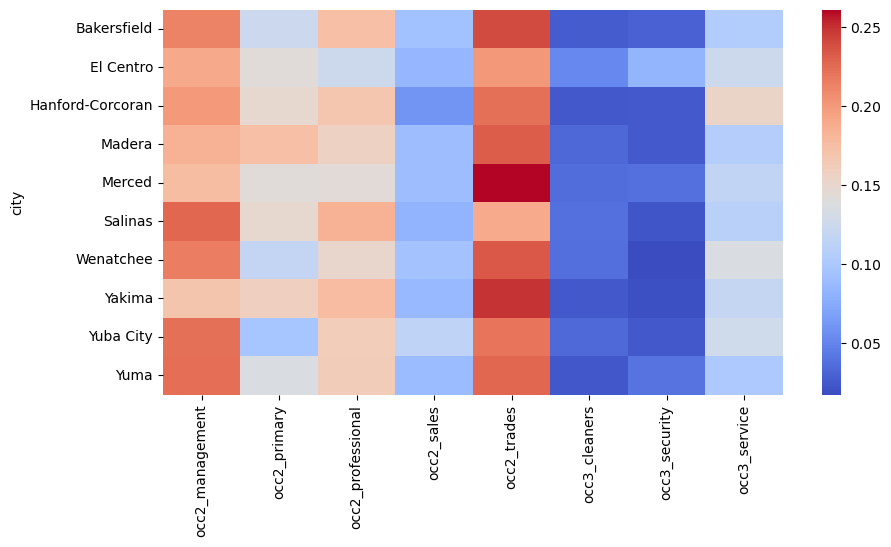 city
Bakersfield
El Centro
Hanford-Corcoran
Madera
Merced
Salinas
Wenatchee
Yakima
Yuba City
Yuma
occ2_management
occ2_primary
occ2_professional
occ2_sales
occ2_trades
occ3_cleaners
occ3_security
occ3_service
0.25
0.20
0.15
0.10
0.05